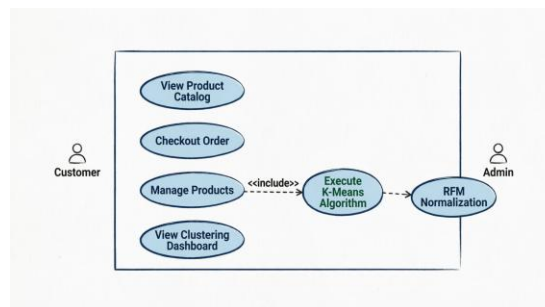 View Product
Catalog
Checkout Order
Customer
Admin
Manage Products
<<include>>
Execute
K-Means
Algorithm
RFM
Normalization
View Clustering
Dashboard